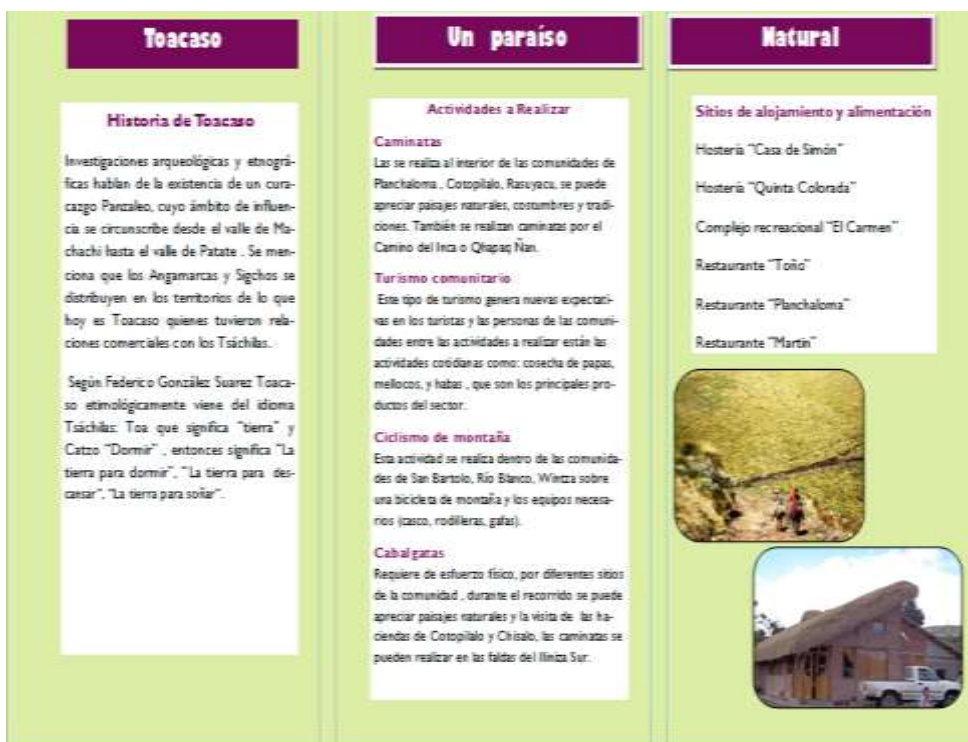 Toacaso
Historia de Toacaso
Investigaciones arqueológicas y etnográ-
ficas hablan de la existencia de un cura-
cazgo Panzaleo, cuyo ámbito de influen-
cia se circunscribe desde el valle de Ma-
chachi hasta el valle de Patate . Se men-
ciona que los Angamarcas y Sigchos se
distribuyen en los territorios de lo que
hoy es Toacaso quienes tuvieron rela-
ciones comerciales con los Tsáchilas.
Según Federico González Suarez Toaca-
so etimológicamente viene del idioma
Tsáchilas: Toa que significa "tierra" y
Catzo "Dormir" , entonces significa "La
tierra para dormir", "La tierra para des-
cansar", "La tierra para soñar".
Un paraíso
Actividades a Realizar
Caminatas
Las se realiza al interior de las comunidades de
Planchaloma , Cotopilalo, Rasuyacu, se puede
apreciar paisajes naturales, costumbres y tradi-
ciones. También se realizan caminatas por el
Camino del Inca o Qhapaq Ñan.
Turismo comunitario
Este tipo de turismo genera nuevas expectati-
vas en los turistas y las personas de las comuni-
dades entre las actividades a realizar están las
actividades cotidianas como: cosecha de papas,
mellocos, y habas , que son los principales pro-
ductos del sector.
Ciclismo de montaña
Esta actividad se realiza dentro de las comunida-
des de San Bartolo, Río Blanco, Wintza sobre
una bicicleta de montaña y los equipos necesa-
rios (casco, rodilleras, gafas).
Cabalgatas
Requiere de esfuerzo físico, por diferentes sitios
de la comunidad , durante el recorrido se puede
apreciar paisajes naturales y la visita de las ha-
ciendas de Cotopilalo y Chisalo, las caminatas se
pueden realizar en las faldas del Illiniza Sur.
Natural
Sitios de alojamiento y alimentación
Hostería "Casa de Simón"
Hostería "Quinta Colorada"
Complejo recreacional "El Carmen"
Restaurante "Toño"
Restaurante "Planchaloma"
Restaurante "Martin"